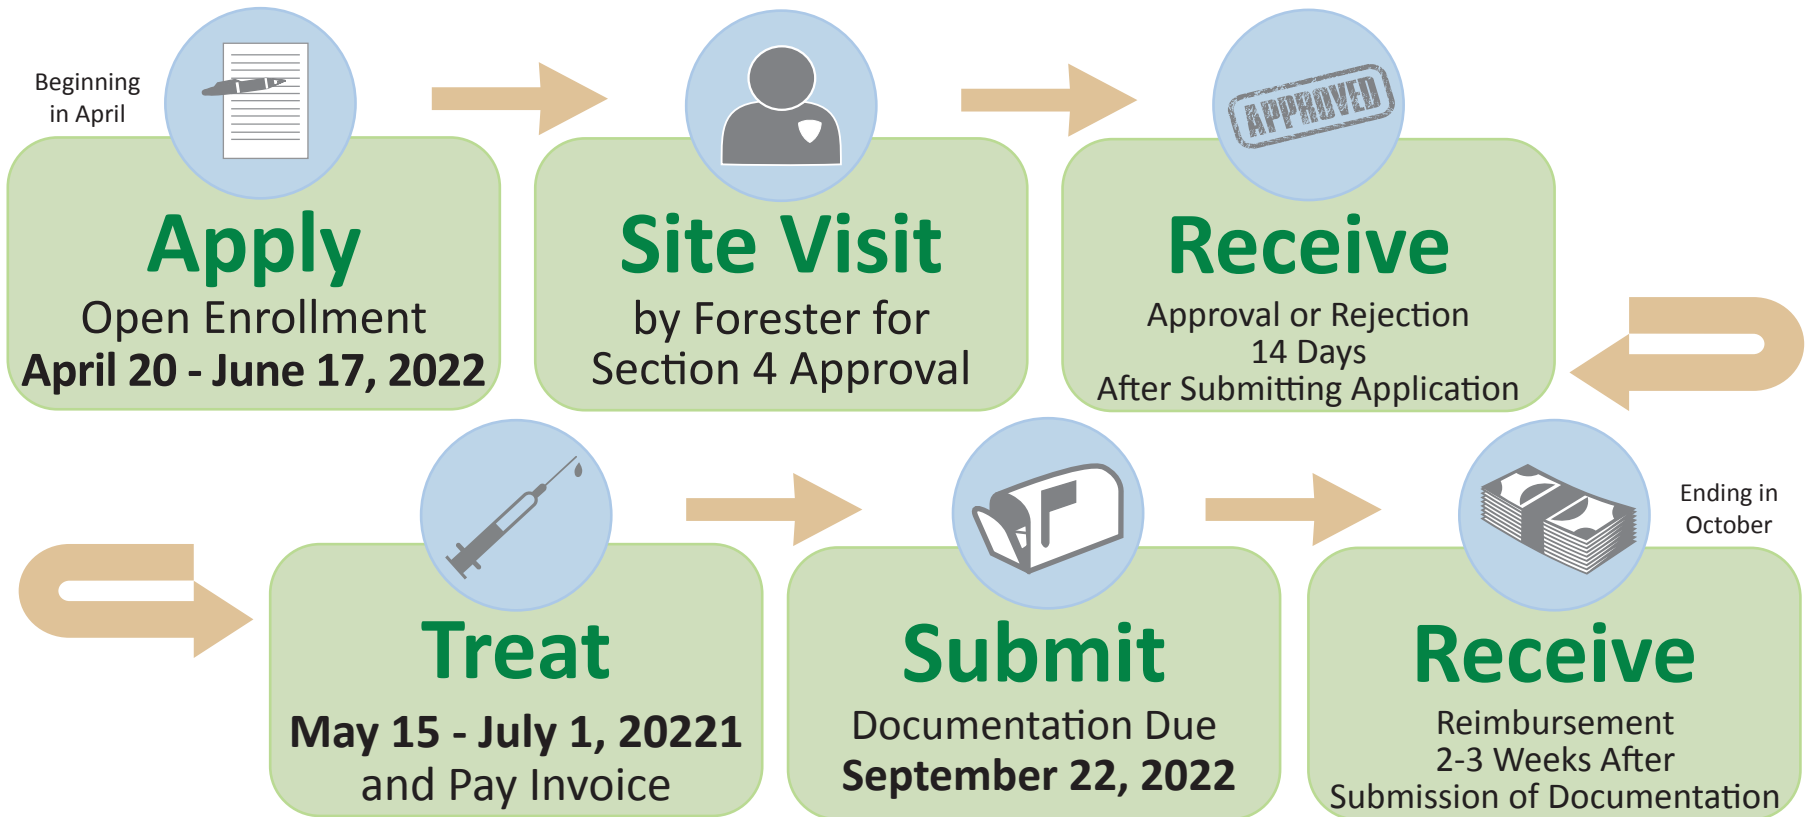 Beginning
in April
Apply
Open Enrollment
April 20 - June 17, 2022
Site Visit
by Forester for
Section 4 Approval
APPROVED
Receive
Approval or Rejection
14 Days
After Submitting Application
Treat
May 15 - July 1, 20221
and Pay Invoice
Submit
Documentation Due
September 22, 2022
Ending in
October
Receive
Reimbursement
2-3 Weeks After
Submission of Documentation